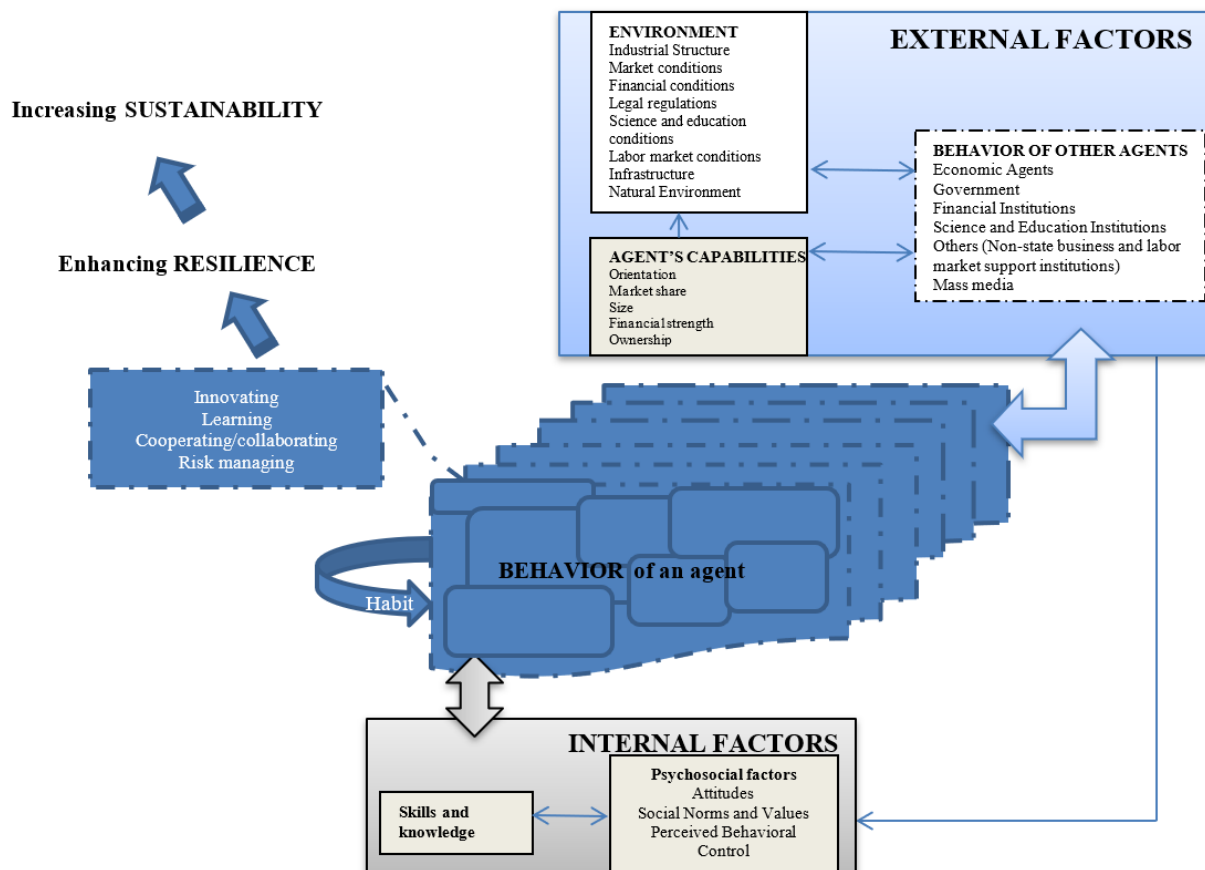 ENVIRONMENT
Industrial Structure
Market conditions
Financial conditions
Legal regulations
Science and education
conditions
Labor market conditions
Infrastructure
Natural Environment
EXTERNAL FACTORS
BEHAVIOR OF OTHER AGENTS
Economic Agents
Government
Financial Institutions
Science and Education Institutions
Others (Non-state business and labor
market support institutions)
Mass media
AGENT’S CAPABILITIES
Orientation
Market share
Size
Financial strength
Ownership
Increasing SUSTAINABILITY
Enhancing RESILIENCE
Innovating
Learning
Cooperating/collaborating
Risk managing
BEHAVIOR of an agent
Habit
INTERNAL FACTORS
Skills and
knowledge
Psychosocial factors
Attitudes
Social Norms and Values
Perceived Behavioral
Control